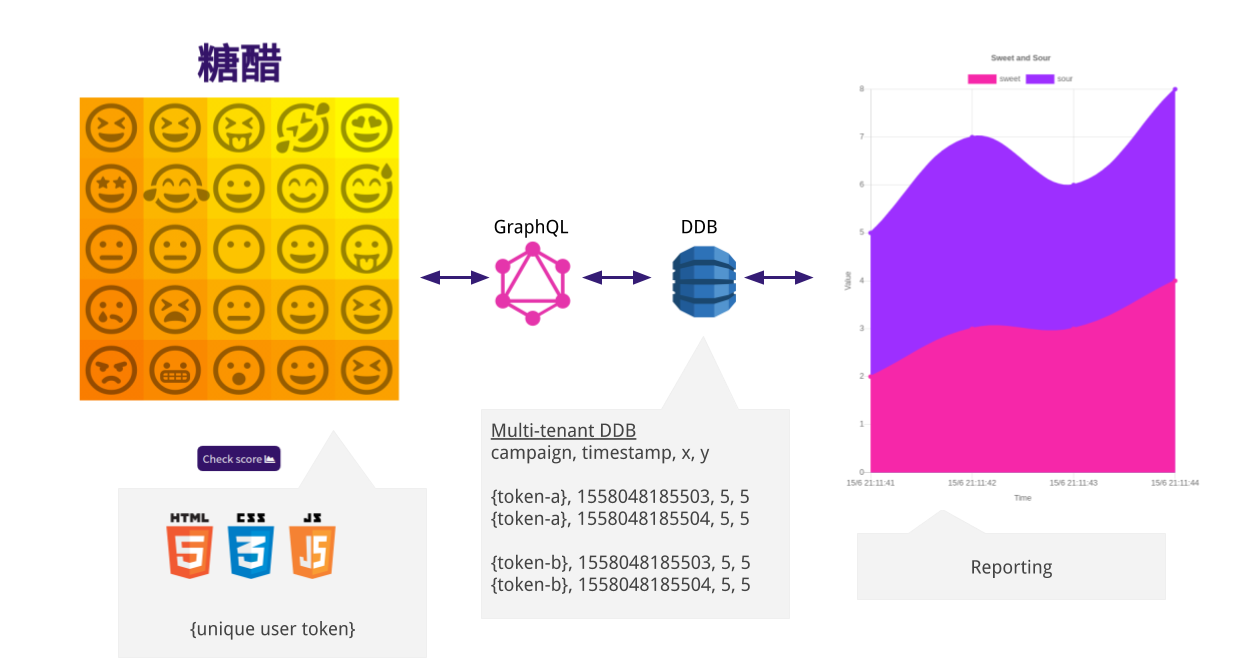 糖醋
Check score
HTML
CSS
JS
5
3
JS
{unique user token}
GraphQL
DDB
Multi-tenant DDB
campaign, timestamp, x, y
{token-a}, 1558048185503, 5, 5
{token-a}, 1558048185504, 5, 5
{token-b}, 1558048185503, 5, 5
{token-b}, 1558048185504, 5, 5
Sweet and Sour
sweet sour
8
7
6
5
4
3
2
1
0
Value
15/6 21:11:41 15/6 21:11:42 15/6 21:11:43 15/6 21:11:44
Time
Reporting